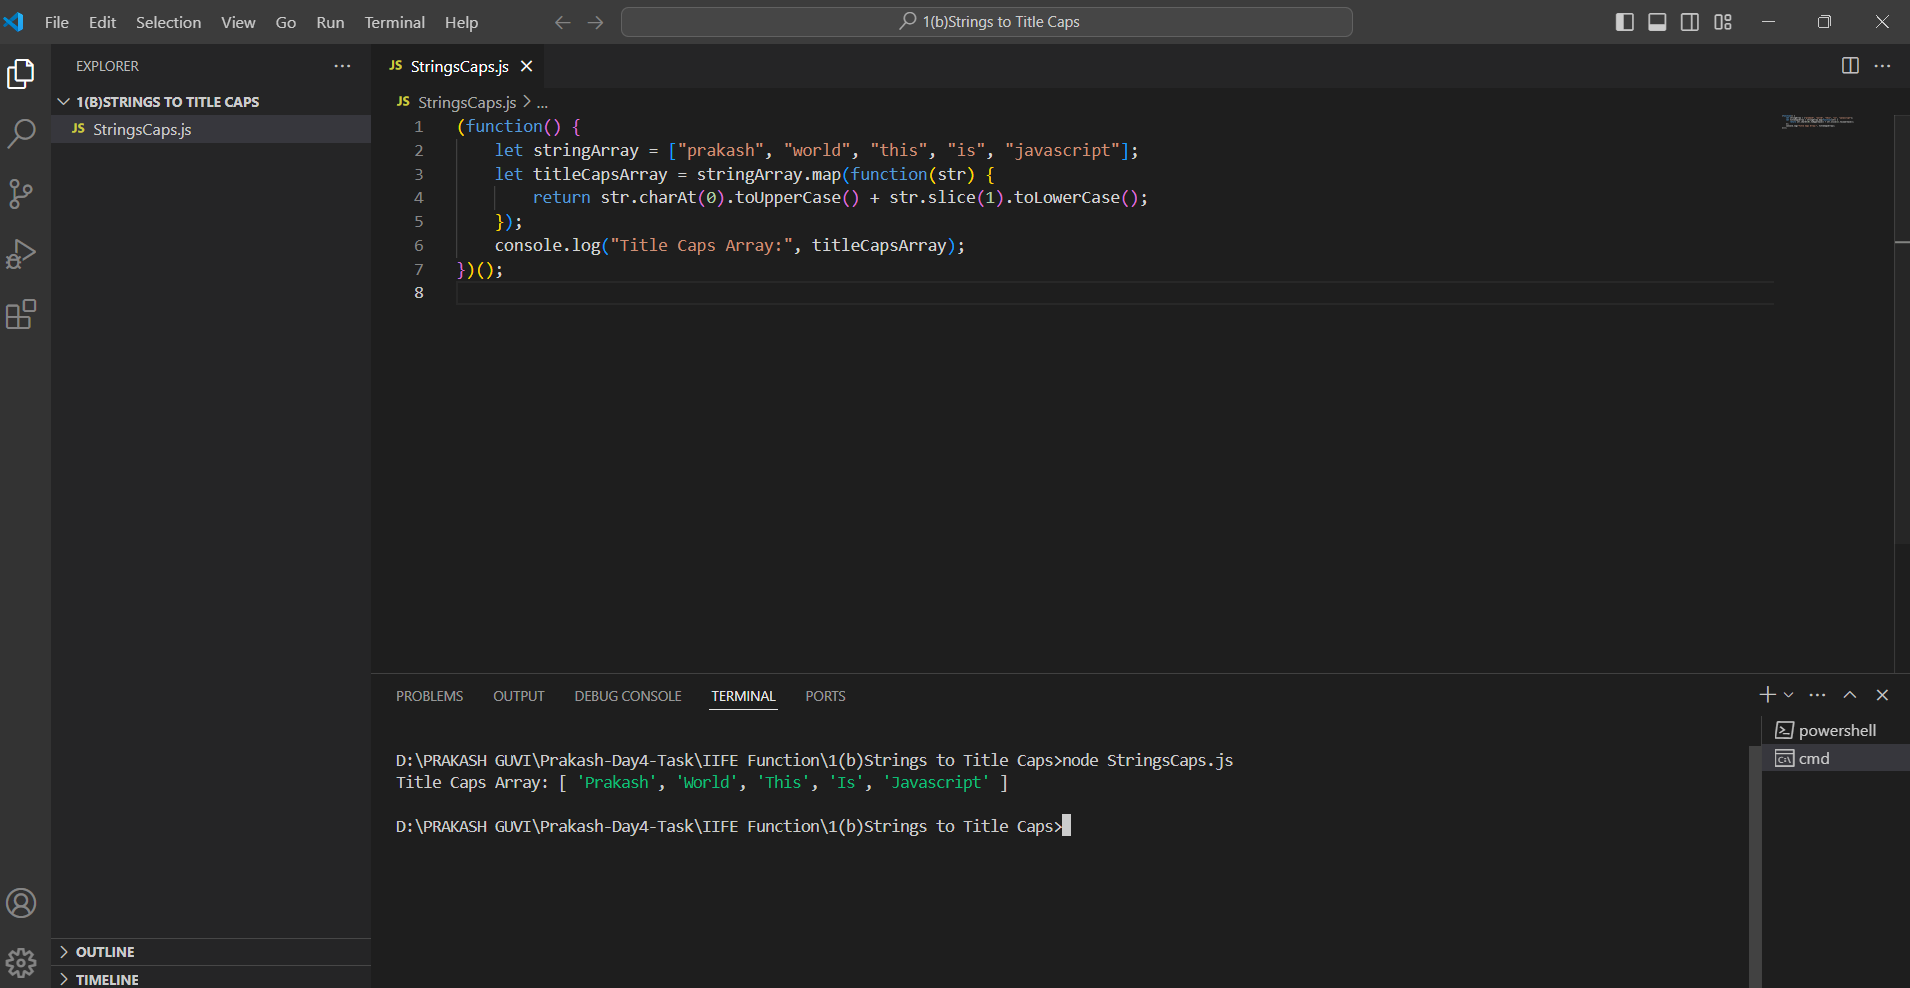 File Edit Selection View Go Run Terminal Help
1(b)Strings to Title Caps
EXPLORER
1(B)STRINGS TO TITLE CAPS
JS StringsCaps.js
JS StringsCaps.js
JS StringsCaps.js > ...
1 (function() {
2     let stringArray = ["prakash", "world", "this", "is", "javascript"];
3     let titleCapsArray = stringArray.map(function(str) {
4         return str.charAt(0).toUpperCase() + str.slice(1).toLowerCase();
5     });
6     console.log("Title Caps Array:", titleCapsArray);
7 })();
8
PROBLEMS OUTPUT DEBUG CONSOLE TERMINAL PORTS
D:\PRAKASH GUVI\Prakash-Day4-Task\IIFE Function\1(b)Strings to Title Caps>node StringsCaps.js
Title Caps Array: [ 'Prakash', 'World', 'This', 'Is', 'Javascript' ]
D:\PRAKASH GUVI\Prakash-Day4-Task\IIFE Function\1(b)Strings to Title Caps>
powershell
cmd
OUTLINE
TIMELINE